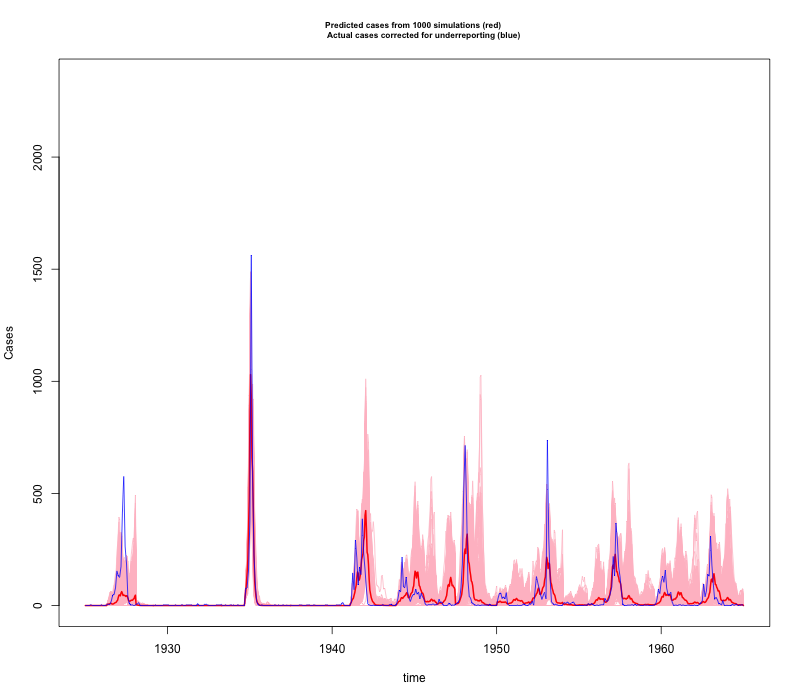 Predicted cases from 1000 simulations (red)
Actual cases corrected for underreporting (blue)
2000
1500
1000
500
0
Cases
1930
1940
1950
1960
time